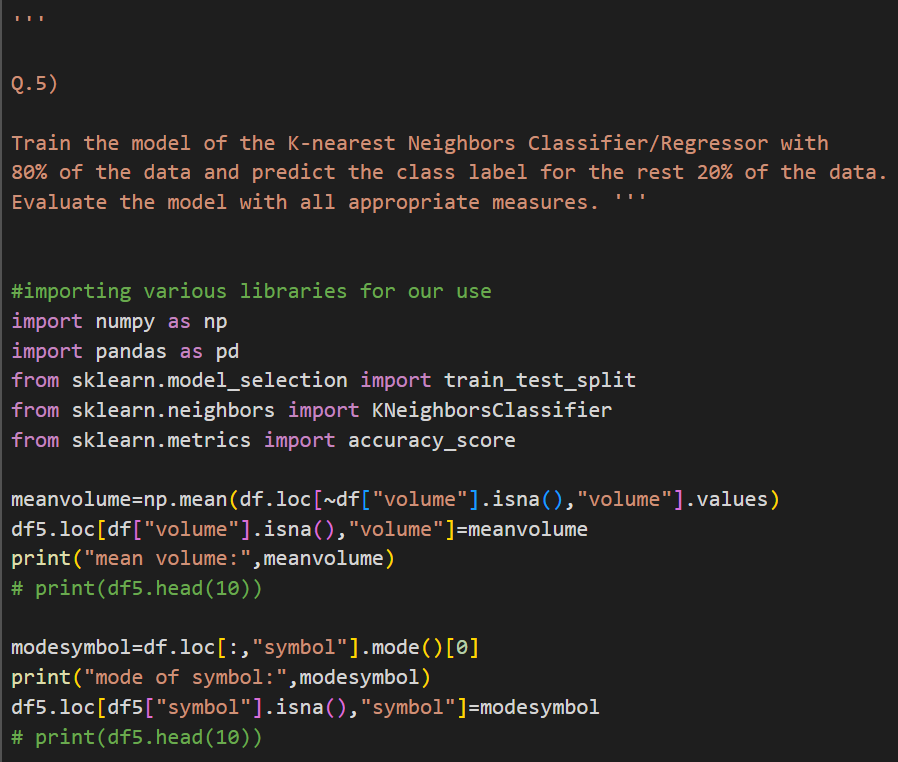 '''
Q.5)
Train the model of the K-nearest Neighbors Classifier/Regressor with
80% of the data and predict the class label for the rest 20% of the data.
Evaluate the model with all appropriate measures. '''
#importing various libraries for our use
import numpy as np
import pandas as pd
from sklearn.model_selection import train_test_split
from sklearn.neighbors import KNeighborsClassifier
from sklearn.metrics import accuracy_score
meanvolume=np.mean(df.loc[~df["volume"].isna(),"volume"].values)
df5.loc[df["volume"].isna(),"volume"]=meanvolume
print("mean volume:",meanvolume)
# print(df5.head(10))
modesymbol=df.loc[:,"symbol"].mode()[0]
print("mode of symbol:",modesymbol)
df5.loc[df5["symbol"].isna(),"symbol"]=modesymbol
# print(df5.head(10))